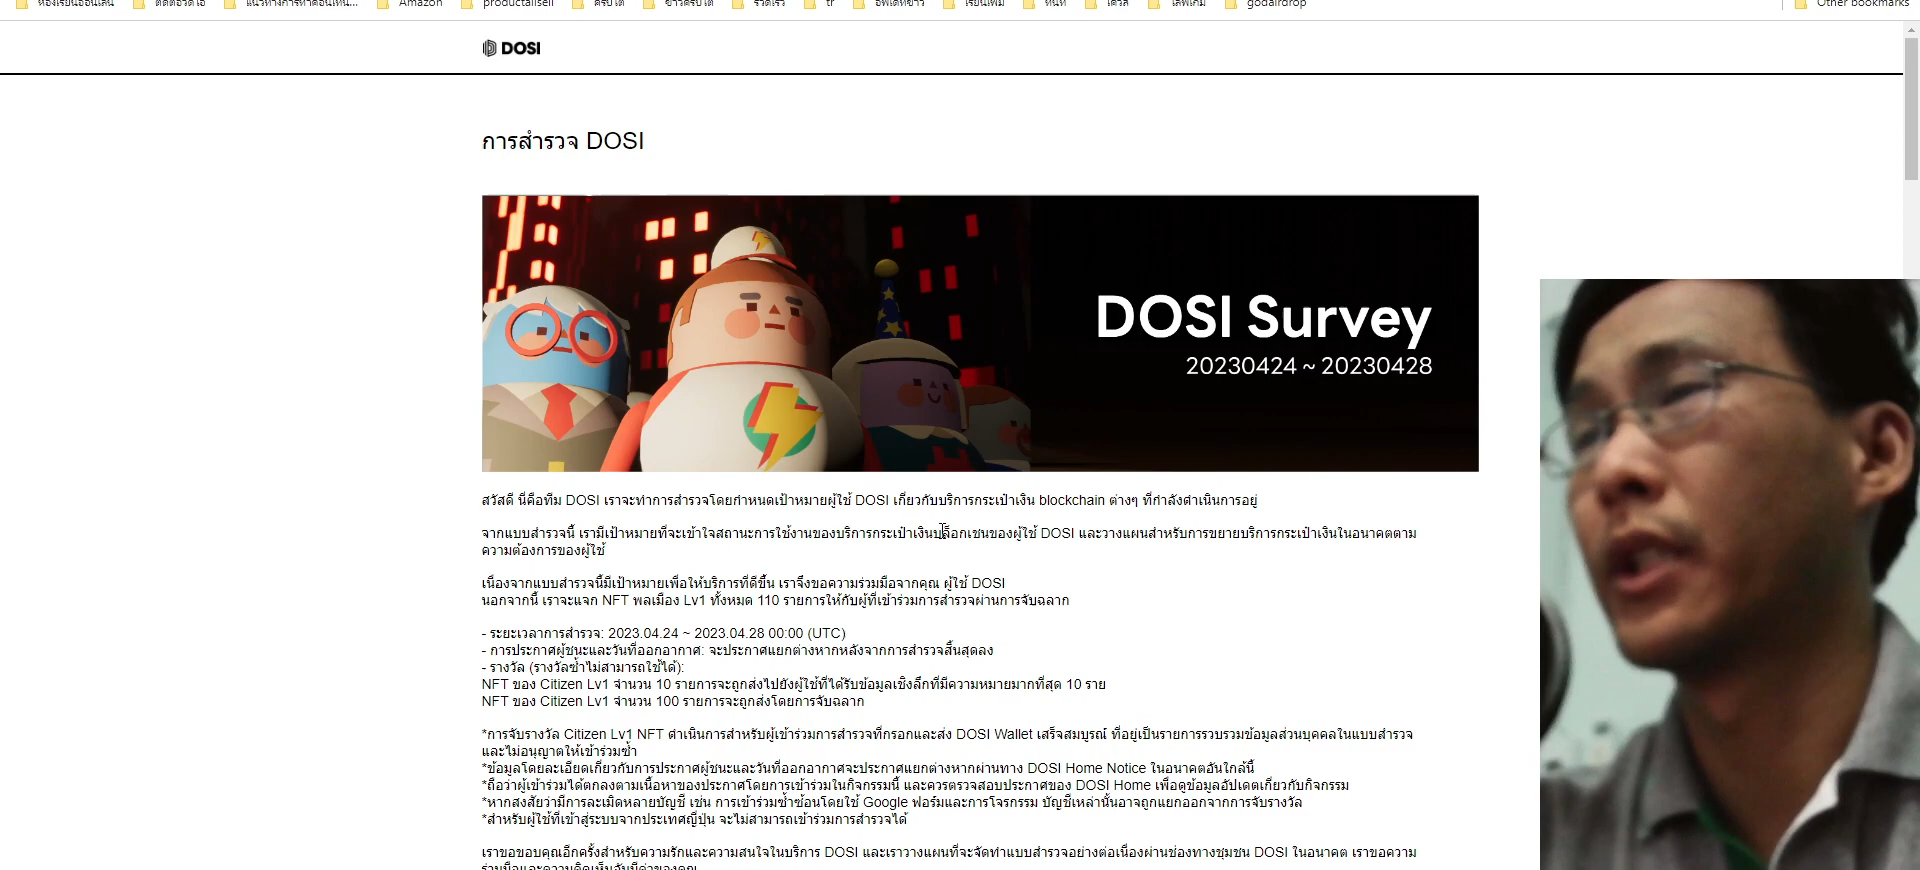 Amazon
productallsell
tr
godairdrop
Other bookmarks
DOSI
การสำรวจ DOSI
DOSI Survey
20230424 ~ 20230428
สวัสดี นี่คือทีม DOSI เราจะทำการสำรวจโดยกำหนดเป้าหมายผู้ใช้ DOSI เกี่ยวกับบริการกระเป๋าเงิน blockchain ต่างๆ ที่กำลังดำเนินการอยู่
จากแบบสำรวจนี้ เรามีเป้าหมายที่จะเข้าใจสถานะการใช้งานของบริการกระเป๋าเงินบล็อกเชนของผู้ใช้ DOSI และวางแผนสำหรับการขยายบริการกระเป๋าเงินในอนาคตตาม
ความต้องการของผู้ใช้
เนื่องจากแบบสำรวจนี้มีเป้าหมายเพื่อให้บริการที่ดีขึ้น เราจึงขอความร่วมมือจากคุณ ผู้ใช้ DOSI
นอกจากนี้ เราจะแจก NFT พลเมือง Lv1 ทั้งหมด 110 รายการให้กับผู้ที่เข้าร่วมการสำรวจผ่านการจับฉลาก
- ระยะเวลาการสำรวจ: 2023.04.24 ~ 2023.04.28 00:00 (UTC)
- การประกาศผู้ชนะและวันที่ออกอากาศ: จะประกาศแยกต่างหากหลังจากการสำรวจสิ้นสุดลง
- รางวัล (รางวัลซ้ำไม่สามารถใช้ได้):
NFT ของ Citizen Lv1 จำนวน 10 รายการจะถูกส่งไปยังผู้ใช้ที่ได้รับข้อมูลเชิงลึกที่มีความหมายมากที่สุด 10 ราย
NFT ของ Citizen Lv1 จำนวน 100 รายการจะถูกส่งโดยการจับฉลาก
*การจับรางวัล Citizen Lv1 NFT ดำเนินการสำหรับผู้เข้าร่วมการสำรวจที่กรอกและส่ง DOSI Wallet เสร็จสมบูรณ์ ที่อยู่เป็นรายการรวบรวมข้อมูลส่วนบุคคลในแบบสำรวจ
และไม่อนุญาตให้เข้าร่วมซ้ำ
*ข้อมูลโดยละเอียดเกี่ยวกับการประกาศผู้ชนะและวันที่ออกอากาศจะประกาศแยกต่างหากผ่านทาง DOSI Home Notice ในอนาคตอันใกล้นี้
*ถือว่าผู้เข้าร่วมได้ตกลงตามเนื้อหาของประกาศโดยการเข้าร่วมในกิจกรรมนี้ และควรตรวจสอบประกาศของ DOSI Home เพื่อดูข้อมูลอัปเดตเกี่ยวกับกิจกรรม
*หากสงสัยว่ามีการละเมิดหลายบัญชี เช่น การเข้าร่วมซ้ำซ้อนโดยใช้ Google ฟอร์มและการโจรกรรม บัญชีเหล่านั้นอาจถูกแยกออกจากการจับรางวัล
*สำหรับผู้ใช้ที่เข้าสู่ระบบจากประเทศญี่ปุ่น จะไม่สามารถเข้าร่วมการสำรวจได้
เราขอขอบคุณอีกครั้งสำหรับความรักและความสนใจในบริการ DOSI และเราวางแผนที่จะจัดทำแบบสำรวจอย่างต่อเนื่องผ่านช่องทางชุมชน DOSI ในอนาคต เราขอความ
ร่วมมือและความคิดเห็นอันมีค่าของคุณ